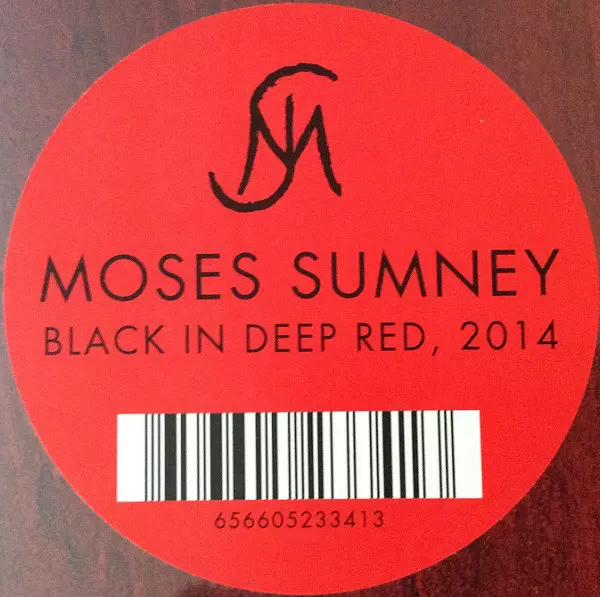 MOSES SUMNEY
BLACK IN DEEP RED, 2014
656605233413